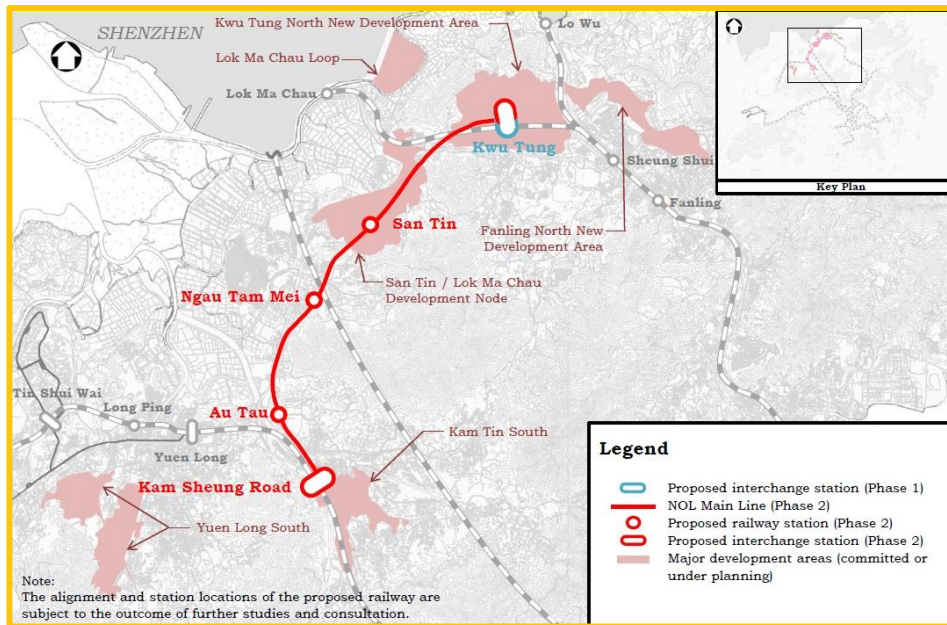 Kwu Tung North New Development Area
SHENZHEN
Lo Wu
Lok Ma Chau Loop
Lok Ma Chau
Kwu Tung
Sheung Shui
Key Plan
Fanling
San Tin
Fanling North New
Development Area
San Tin / Lok Ma Chau
Development Node
Ngau Tam Mei
Tin Shui Wai
Long Ping
Au Tau
Kam Tin South
Yuen Long
Kam Sheung Road
Yuen Long South
Legend
Proposed interchange station (Phase 1)
NOL Main Line (Phase 2)
Proposed railway station (Phase 2)
Proposed interchange station (Phase 2)
Major development areas (committed or
under planning)
Note:
The alignment and station locations of the proposed railway are
subject to the outcome of further studies and consultation.